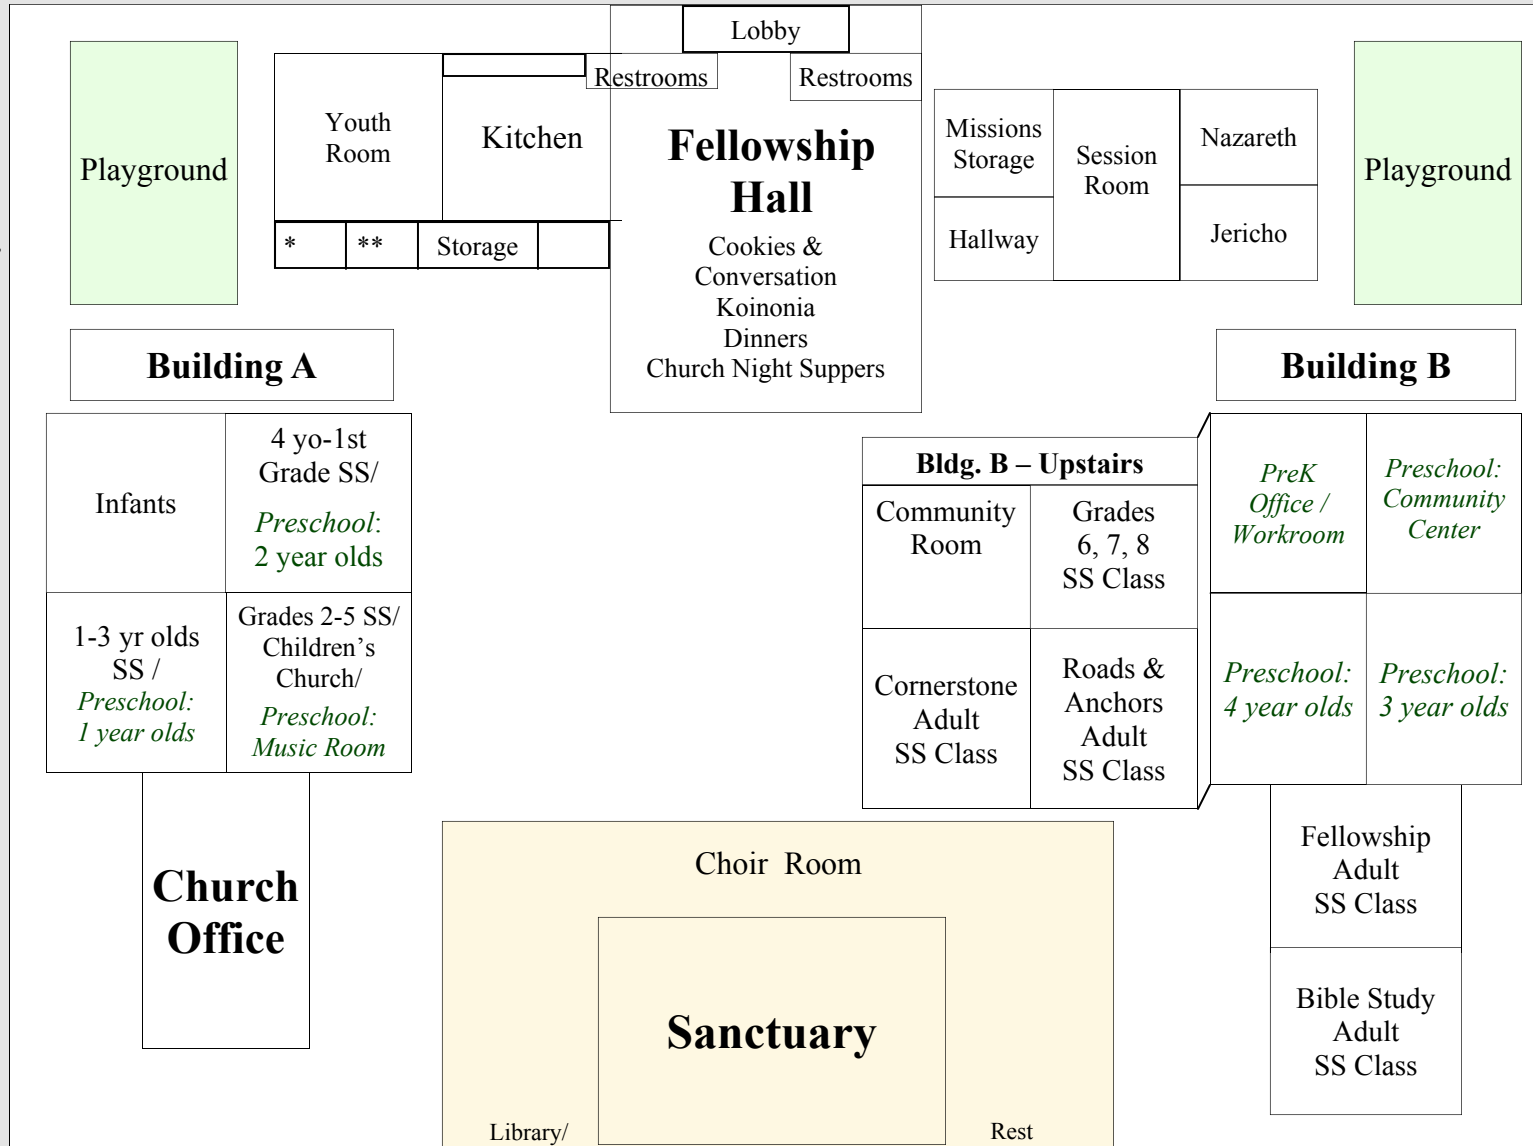 Lobby
Restrooms
Restrooms
Playground
Youth
Room
Kitchen
Fellowship
Hall
Cookies &
Conversation
Koinonia
Dinners
Church Night Suppers
Missions
Storage
Session
Room
Nazareth
Hallway
Jericho
Playground
*
**
Storage
Building A
Building B
Infants
4 yo-1st
Grade SS/
Preschool:
2 year olds
1-3 yr olds
SS /
Preschool:
1 year olds
Grades 2-5 SS/
Children’s
Church/
Preschool:
Music Room
Church
Office
Bldg. B – Upstairs
Community
Room
Grades
6, 7, 8
SS Class
Cornerstone
Adult
SS Class
Roads &
Anchors
Adult
SS Class
PreK
Office /
Workroom
Preschool:
Community
Center
Preschool:
4 year olds
Preschool:
3 year olds
Fellowship
Adult
SS Class
Bible Study
Adult
SS Class
Choir Room
Sanctuary
Library/
Rest